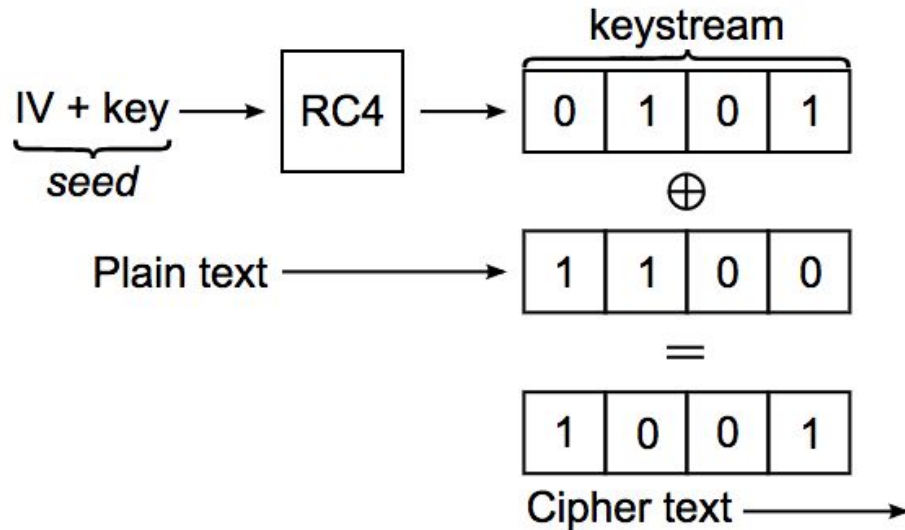 keystream
IV + key
RC4
0 1 0 1
seed
⊕
Plain text
1 1 0 0
=
1 0 0 1
Cipher text